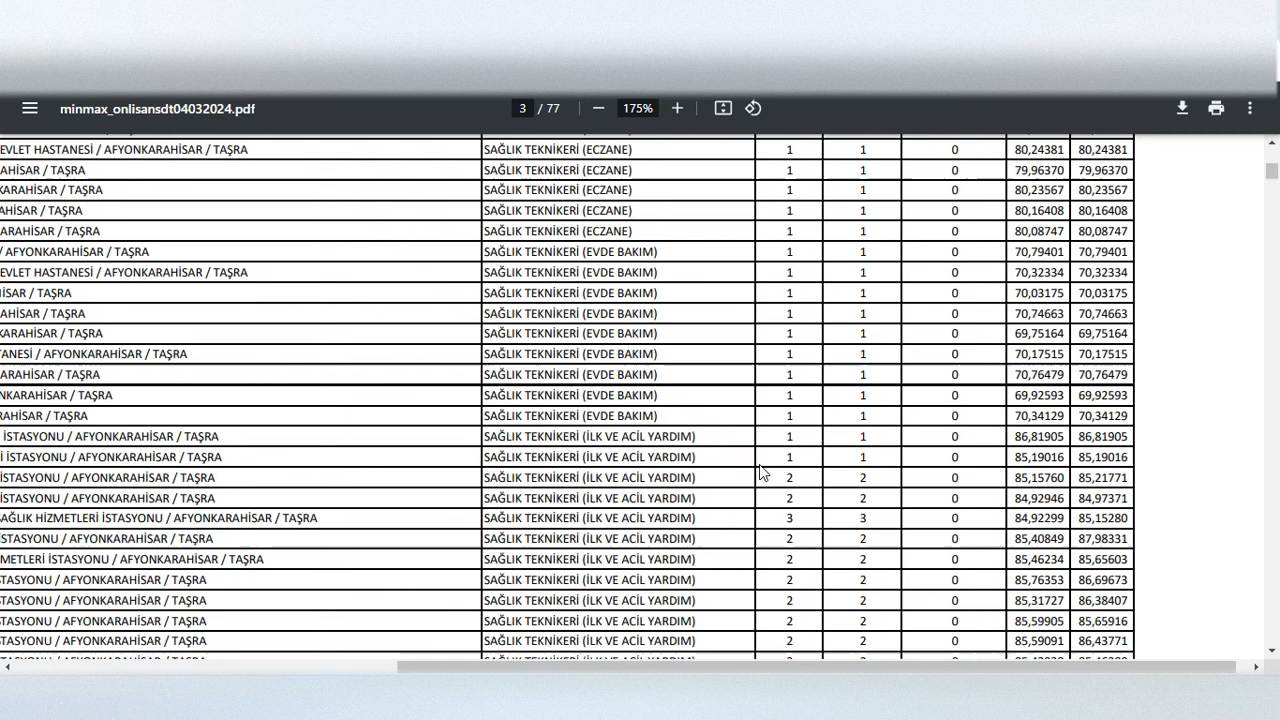 minmax_onlisansdt04032024.pdf 3 / 77 175%
EVLET HASTANESİ / AFYONKARAHİSAR / TAŞRA SAĞLIK TEKNİKERİ (ECZANE) 1 1 0 80,24381 80,24381
AHİSAR / TAŞRA SAĞLIK TEKNİKERİ (ECZANE) 1 1 0 79,96370 79,96370
KARAHİSAR / TAŞRA SAĞLIK TEKNİKERİ (ECZANE) 1 1 0 80,23567 80,23567
AHİSAR / TAŞRA SAĞLIK TEKNİKERİ (ECZANE) 1 1 0 80,16408 80,16408
ARAHİSAR / TAŞRA SAĞLIK TEKNİKERİ (ECZANE) 1 1 0 80,08747 80,08747
/ AFYONKARAHİSAR / TAŞRA SAĞLIK TEKNİKERİ (EVDE BAKIM) 1 1 0 70,79401 70,79401
EVLET HASTANESİ / AFYONKARAHİSAR / TAŞRA SAĞLIK TEKNİKERİ (EVDE BAKIM) 1 1 0 70,32334 70,32334
HİSAR / TAŞRA SAĞLIK TEKNİKERİ (EVDE BAKIM) 1 1 0 70,03175 70,03175
AHİSAR / TAŞRA SAĞLIK TEKNİKERİ (EVDE BAKIM) 1 1 0 70,74663 70,74663
KARAHİSAR / TAŞRA SAĞLIK TEKNİKERİ (EVDE BAKIM) 1 1 0 69,75164 69,75164
TANESİ / AFYONKARAHİSAR / TAŞRA SAĞLIK TEKNİKERİ (EVDE BAKIM) 1 1 0 70,17515 70,17515
ARAHİSAR / TAŞRA SAĞLIK TEKNİKERİ (EVDE BAKIM) 1 1 0 70,76479 70,76479
NKARAHİSAR / TAŞRA SAĞLIK TEKNİKERİ (EVDE BAKIM) 1 1 0 69,92593 69,92593
RAHİSAR / TAŞRA SAĞLIK TEKNİKERİ (EVDE BAKIM) 1 1 0 70,34129 70,34129
İSTASYONU / AFYONKARAHİSAR / TAŞRA SAĞLIK TEKNİKERİ (İLK VE ACİL YARDIM) 1 1 0 86,81905 86,81905
İ İSTASYONU / AFYONKARAHİSAR / TAŞRA SAĞLIK TEKNİKERİ (İLK VE ACİL YARDIM) 1 1 0 85,19016 85,19016
İSTASYONU / AFYONKARAHİSAR / TAŞRA SAĞLIK TEKNİKERİ (İLK VE ACİL YARDIM) 2 2 0 85,15760 85,21771
İSTASYONU / AFYONKARAHİSAR / TAŞRA SAĞLIK TEKNİKERİ (İLK VE ACİL YARDIM) 2 2 0 84,92946 84,97371
SAĞLIK HİZMETLERİ İSTASYONU / AFYONKARAHİSAR / TAŞRA SAĞLIK TEKNİKERİ (İLK VE ACİL YARDIM) 3 3 0 84,92299 85,15280
İSTASYONU / AFYONKARAHİSAR / TAŞRA SAĞLIK TEKNİKERİ (İLK VE ACİL YARDIM) 2 2 0 85,40849 87,98331
ZMETLERİ İSTASYONU / AFYONKARAHİSAR / TAŞRA SAĞLIK TEKNİKERİ (İLK VE ACİL YARDIM) 2 2 0 85,46234 85,65603
STASYONU / AFYONKARAHİSAR / TAŞRA SAĞLIK TEKNİKERİ (İLK VE ACİL YARDIM) 2 2 0 85,76353 86,69673
STASYONU / AFYONKARAHİSAR / TAŞRA SAĞLIK TEKNİKERİ (İLK VE ACİL YARDIM) 2 2 0 85,31727 86,38407
STASYONU / AFYONKARAHİSAR / TAŞRA SAĞLIK TEKNİKERİ (İLK VE ACİL YARDIM) 2 2 0 85,59905 85,65916
STASYONU / AFYONKARAHİSAR / TAŞRA SAĞLIK TEKNİKERİ (İLK VE ACİL YARDIM) 2 2 0 85,59091 86,43771